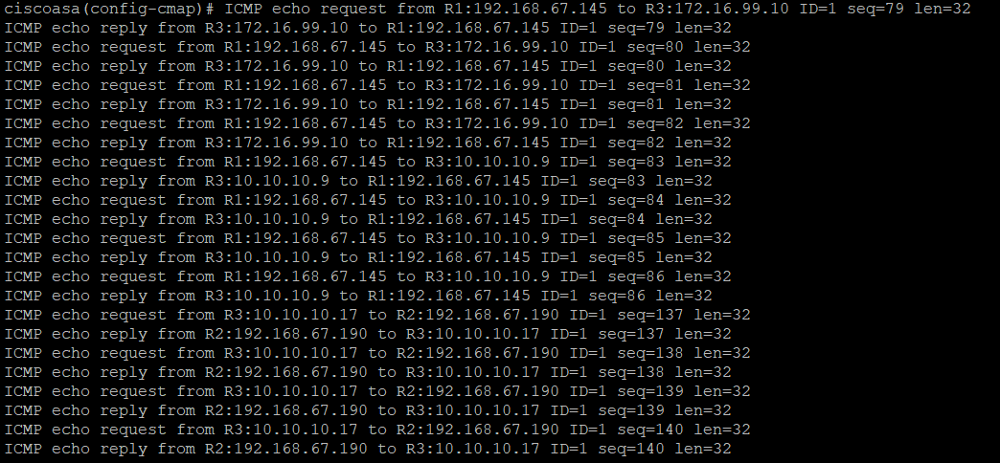 ciscoasa(config-cmap)# ICMP echo request from R1:192.168.67.145 to R3:172.16.99.10 ID=1 seq=79 len=32
ICMP echo reply from R3:172.16.99.10 to R1:192.168.67.145 ID=1 seq=79 len=32
ICMP echo request from R1:192.168.67.145 to R3:172.16.99.10 ID=1 seq=80 len=32
ICMP echo reply from R3:172.16.99.10 to R1:192.168.67.145 ID=1 seq=80 len=32
ICMP echo request from R1:192.168.67.145 to R3:172.16.99.10 ID=1 seq=81 len=32
ICMP echo reply from R3:172.16.99.10 to R1:192.168.67.145 ID=1 seq=81 len=32
ICMP echo request from R1:192.168.67.145 to R3:172.16.99.10 ID=1 seq=82 len=32
ICMP echo reply from R3:172.16.99.10 to R1:192.168.67.145 ID=1 seq=82 len=32
ICMP echo request from R1:192.168.67.145 to R3:10.10.10.9 ID=1 seq=83 len=32
ICMP echo reply from R3:10.10.10.9 to R1:192.168.67.145 ID=1 seq=83 len=32
ICMP echo request from R1:192.168.67.145 to R3:10.10.10.9 ID=1 seq=84 len=32
ICMP echo reply from R3:10.10.10.9 to R1:192.168.67.145 ID=1 seq=84 len=32
ICMP echo request from R1:192.168.67.145 to R3:10.10.10.9 ID=1 seq=85 len=32
ICMP echo reply from R3:10.10.10.9 to R1:192.168.67.145 ID=1 seq=85 len=32
ICMP echo request from R1:192.168.67.145 to R3:10.10.10.9 ID=1 seq=86 len=32
ICMP echo reply from R3:10.10.10.9 to R1:192.168.67.145 ID=1 seq=86 len=32
ICMP echo request from R3:10.10.10.17 to R2:192.168.67.190 ID=1 seq=137 len=32
ICMP echo reply from R2:192.168.67.190 to R3:10.10.10.17 ID=1 seq=137 len=32
ICMP echo request from R3:10.10.10.17 to R2:192.168.67.190 ID=1 seq=138 len=32
ICMP echo reply from R2:192.168.67.190 to R3:10.10.10.17 ID=1 seq=138 len=32
ICMP echo request from R3:10.10.10.17 to R2:192.168.67.190 ID=1 seq=139 len=32
ICMP echo reply from R2:192.168.67.190 to R3:10.10.10.17 ID=1 seq=139 len=32
ICMP echo request from R3:10.10.10.17 to R2:192.168.67.190 ID=1 seq=140 len=32
ICMP echo reply from R2:192.168.67.190 to R3:10.10.10.17 ID=1 seq=140 len=32